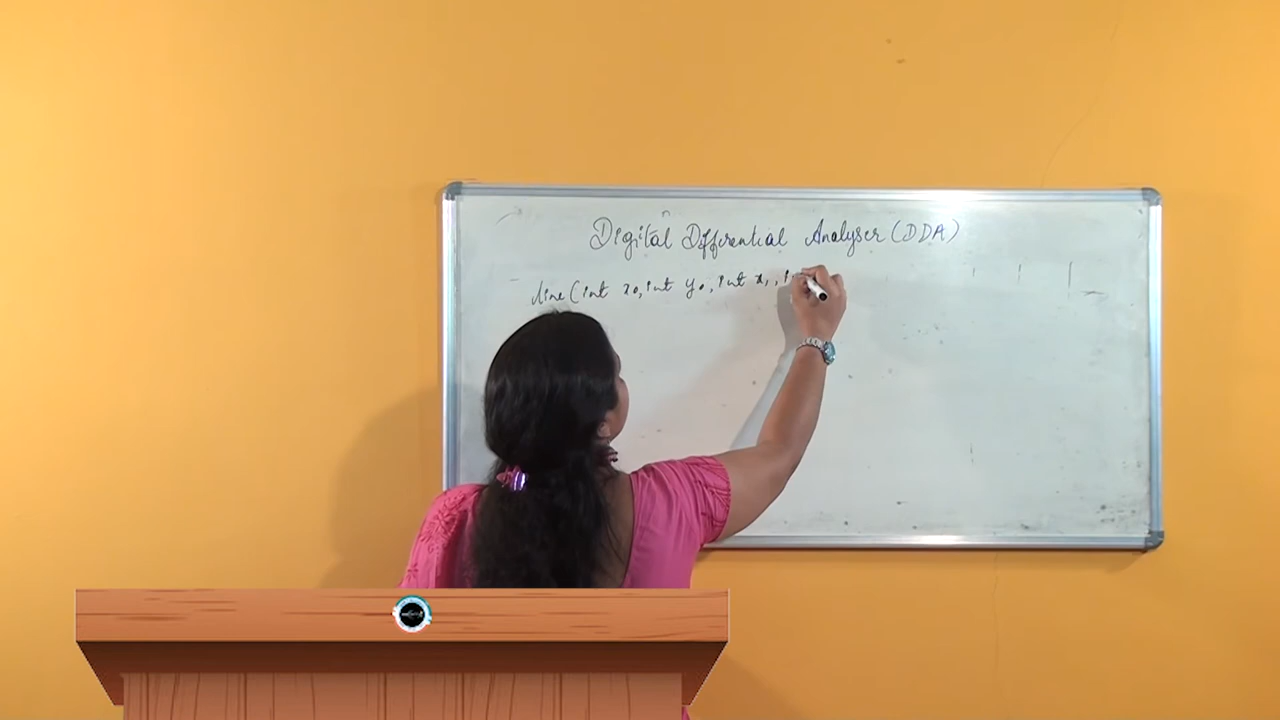 Digital Differential Analyser (DDA)
line (int x0, int y0, int x1, i